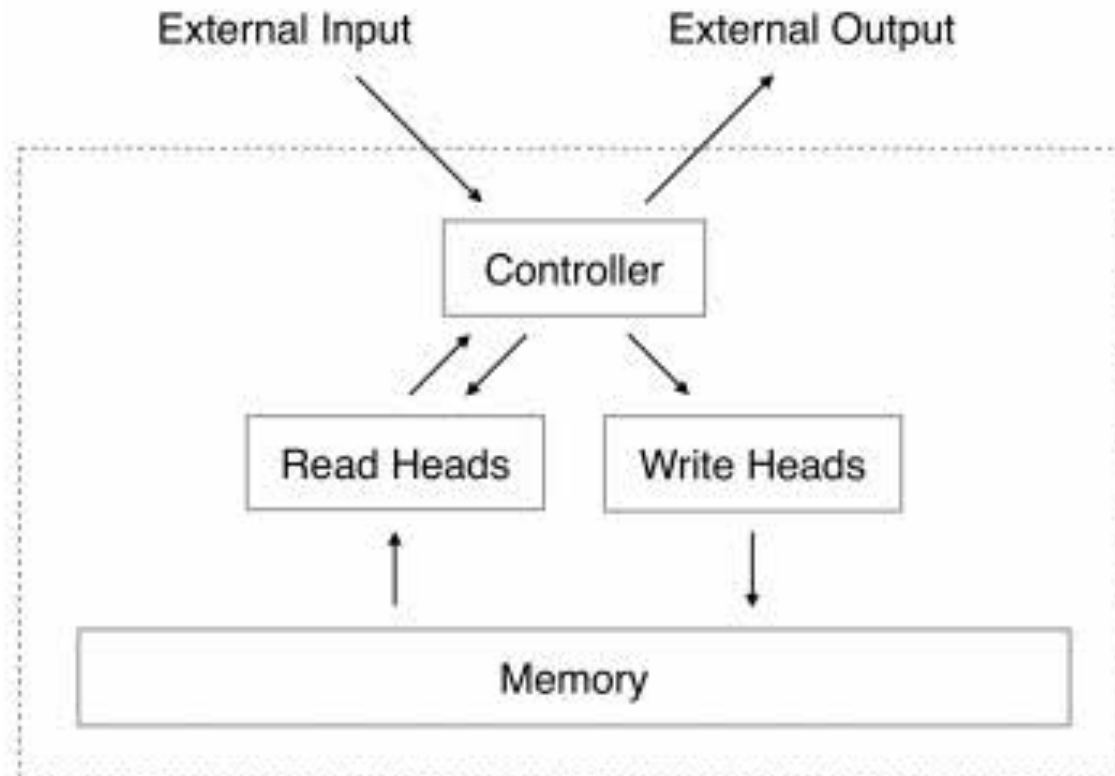 External Input
External Output
Controller
Read Heads
Write Heads
Memory